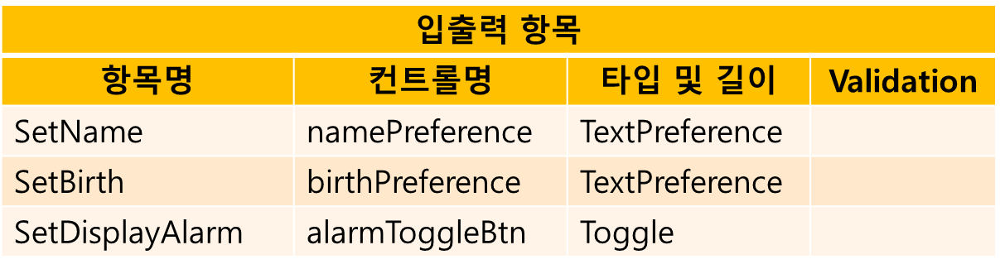 입출력 항목
항목명 컨트롤명 타입 및 길이 Validation
SetName namePreference TextPreference
SetBirth birthPreference TextPreference
SetDisplayAlarm alarmToggleBtn Toggle